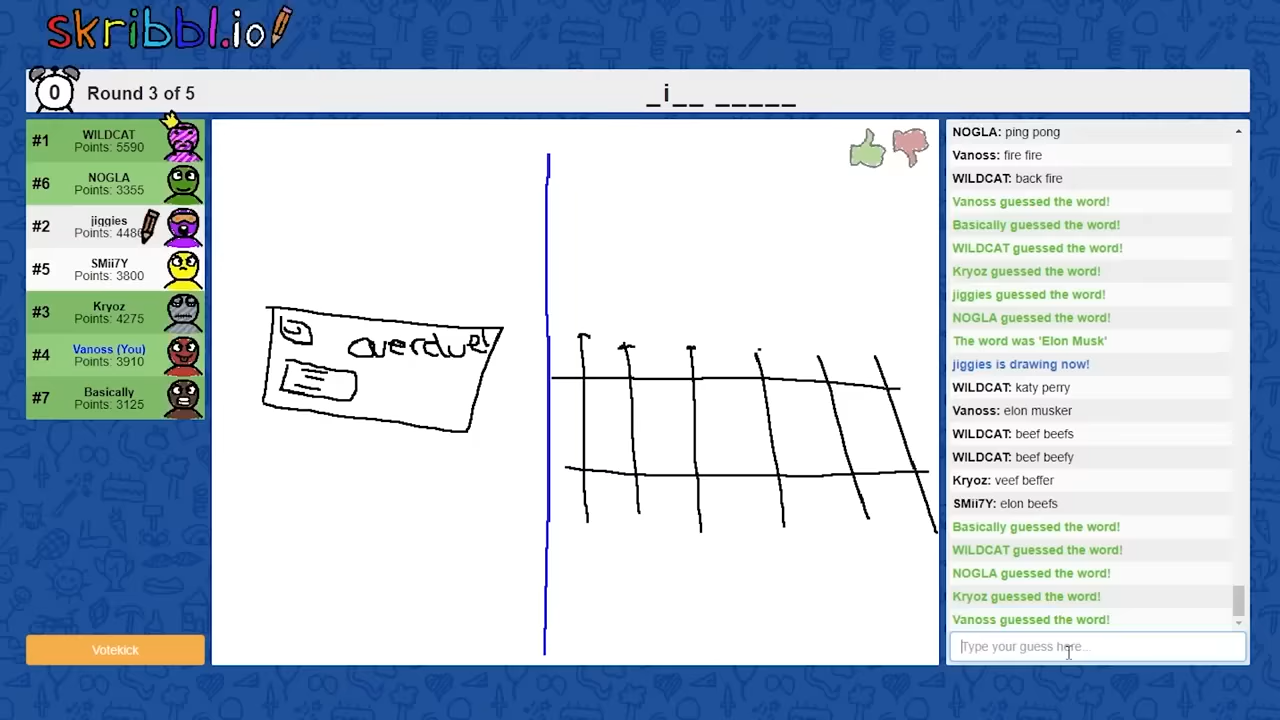 skribbl.io
0
Round 3 of 5
_i__ _____
#1
WILDCAT
Points: 5590
#6
NOGLA
Points: 3355
#2
jiggies
Points: 4480
#5
SMii7Y
Points: 3800
#3
Kryoz
Points: 4275
#4
Vanoss (You)
Points: 3910
#7
Basically
Points: 3125
Votekick
overdue!
NOGLA: ping pong
Vanoss: fire fire
WILDCAT: back fire
Vanoss guessed the word!
Basically guessed the word!
WILDCAT guessed the word!
Kryoz guessed the word!
jiggies guessed the word!
NOGLA guessed the word!
The word was 'Elon Musk'
jiggies is drawing now!
WILDCAT: katy perry
Vanoss: elon musker
WILDCAT: beef beefs
WILDCAT: beef beefy
Kryoz: veef beffer
SMii7Y: elon beefs
Basically guessed the word!
WILDCAT guessed the word!
NOGLA guessed the word!
Kryoz guessed the word!
Vanoss guessed the word!
Type your guess here...